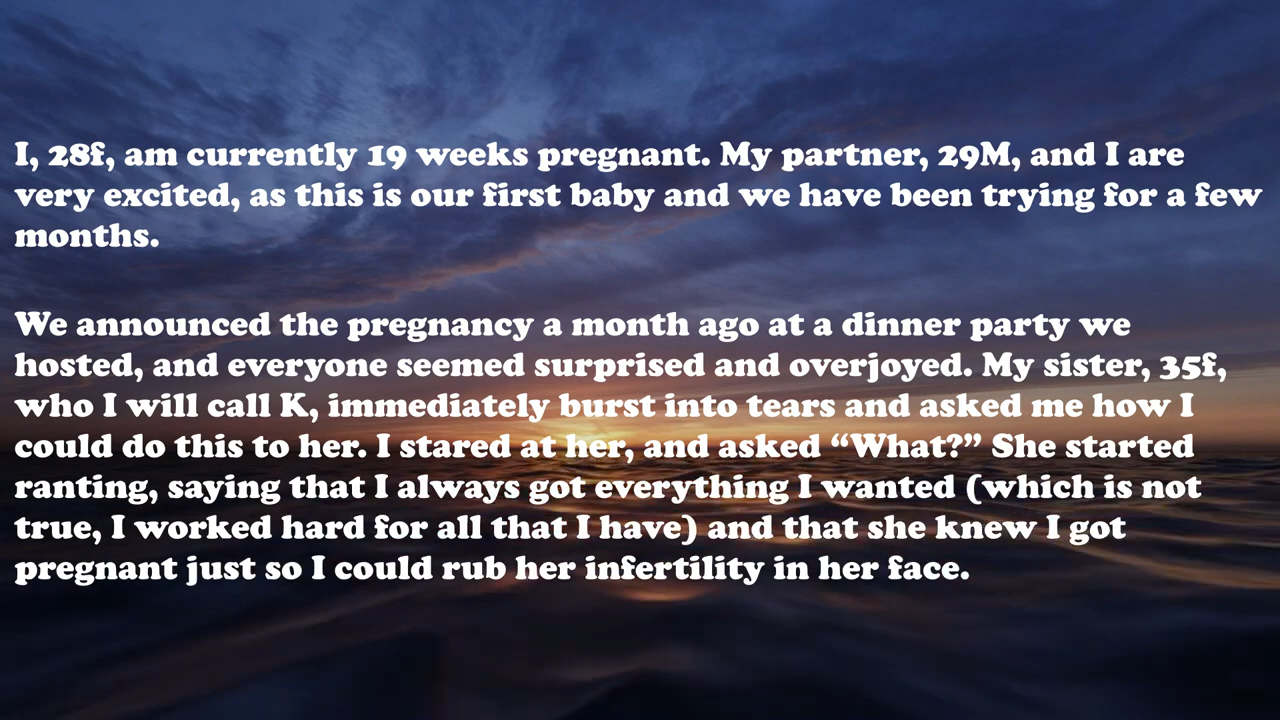 I, 28f, am currently 19 weeks pregnant. My partner, 29M, and I are
very excited, as this is our first baby and we have been trying for a few
months.
We announced the pregnancy a month ago at a dinner party we
hosted, and everyone seemed surprised and overjoyed. My sister, 35f,
who I will call K, immediately burst into tears and asked me how I
could do this to her. I stared at her, and asked “What?” She started
ranting, saying that I always got everything I wanted (which is not
true, I worked hard for all that I have) and that she knew I got
pregnant just so I could rub her infertility in her face.